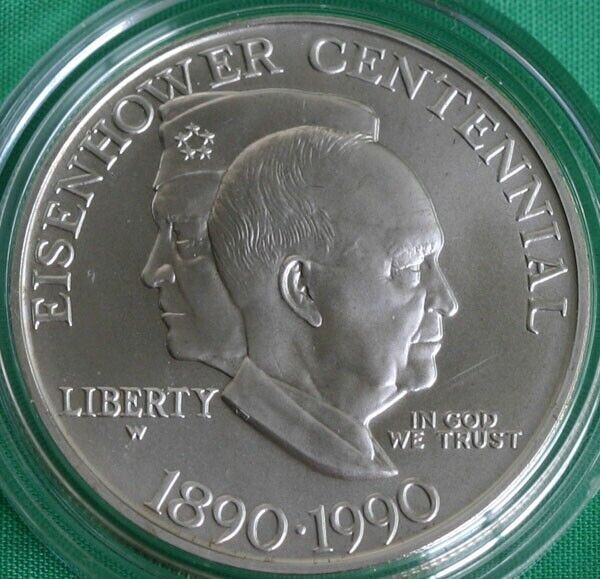 EISENHOWER CENTENNIAL
LIBERTY
W
IN GOD
WE TRUST
1890·1990